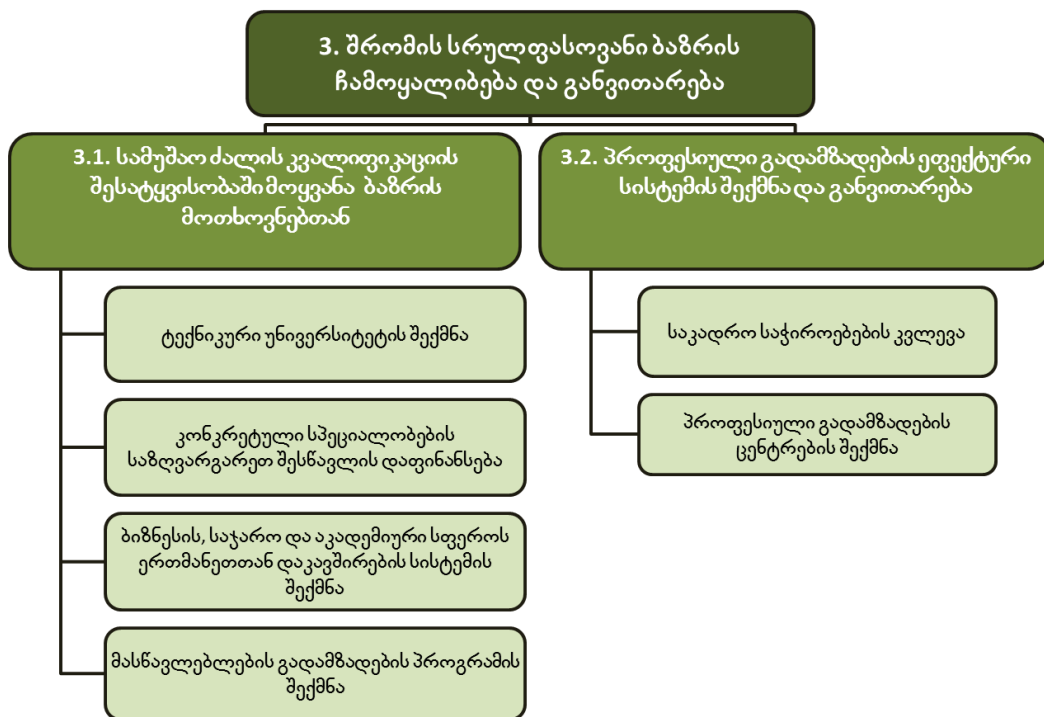 3. შრომის სრულფასოვანი ბაზრის
ჩამოყალიბება და განვითარება
3.1. სამუშაო ძალის კვალიფიკაციის
შესატყვისობაში მოყვანა ბაზრის
მოთხოვნებთან
3.2. პროფესიული გადამზადების ეფექტური
სისტემის შექმნა და განვითარება
ტექნიკური უნივერსიტეტის შექმნა
კონკრეტული სპეციალობების
საზღვარგარეთ შესწავლის დაფინანსება
ბიზნესის, საჯარო და აკადემიური სფეროს
ერთმანეთთან დაკავშირების სისტემის
შექმნა
მასწავლებლების გადამზადების პროგრამის
შექმნა
საკადრო საჭიროებების კვლევა
პროფესიული გადამზადების
ცენტრების შექმნა